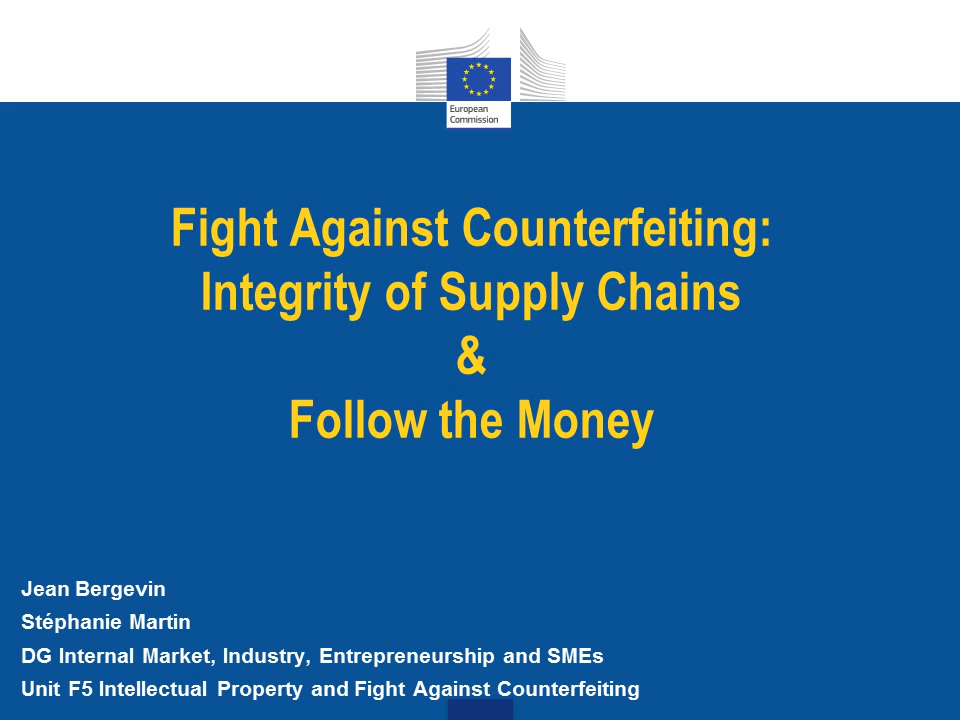 European
Commission
Fight Against Counterfeiting:
Integrity of Supply Chains
&
Follow the Money
Jean Bergevin
Stéphanie Martin
DG Internal Market, Industry, Entrepreneurship and SMEs
Unit F5 Intellectual Property and Fight Against Counterfeiting